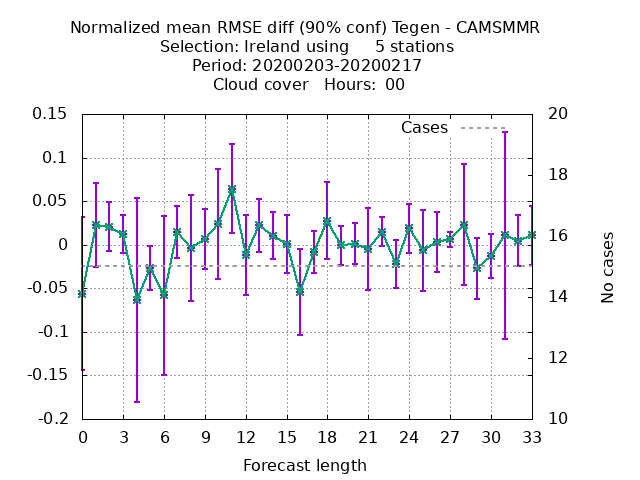 Normalized mean RMSE diff (90% conf) Tegen - CAMSMMR
Selection: Ireland using 5 stations
Period: 20200203-20200217
Cloud cover Hours: 00
0.15 20
Cases
0.1 18
0.05
0 16
-0.05 14
-0.1
-0.15 12
-0.2 10
No cases
0 3 6 9 12 15 18 21 24 27 30 33
Forecast length